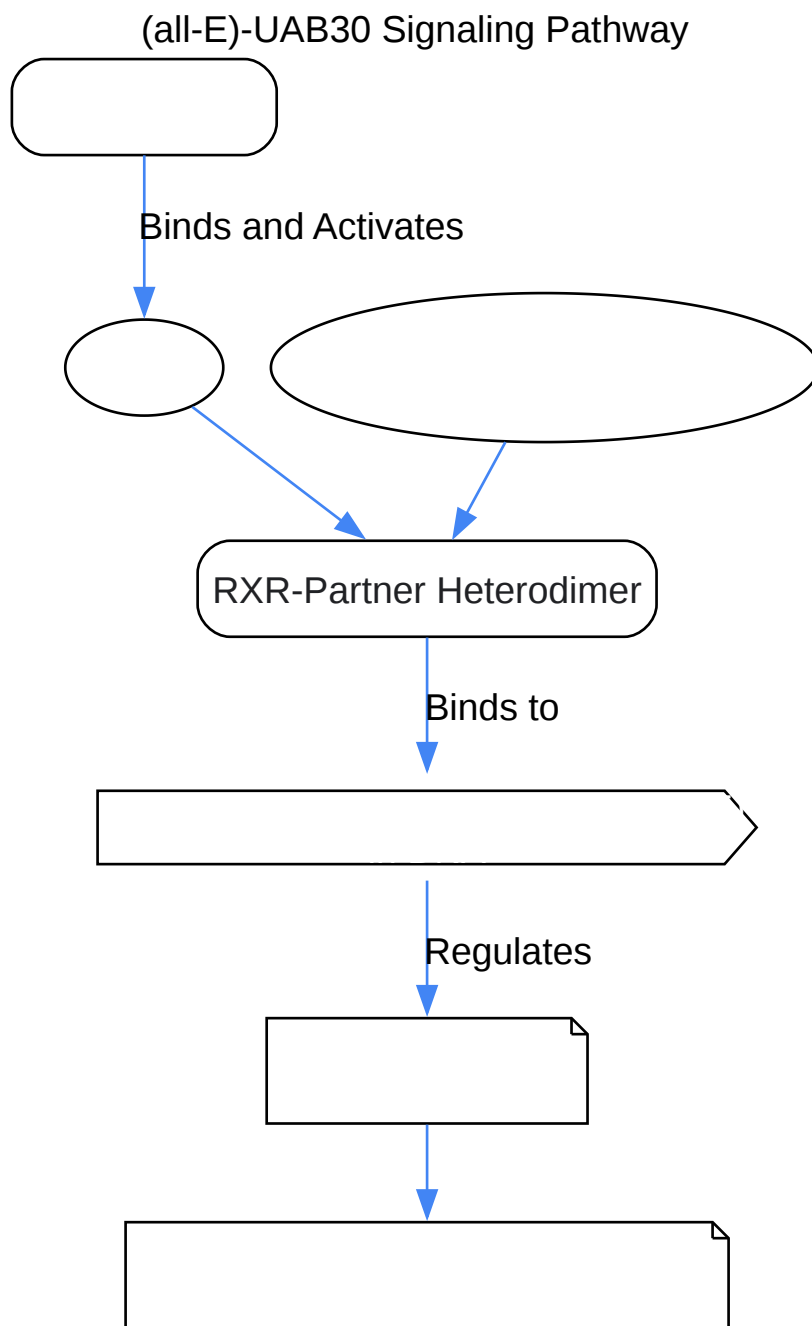 (all-E)-UAB30 Signaling Pathway
Binds and Activates
RXR-Partner Heterodimer
Binds to
Regulates